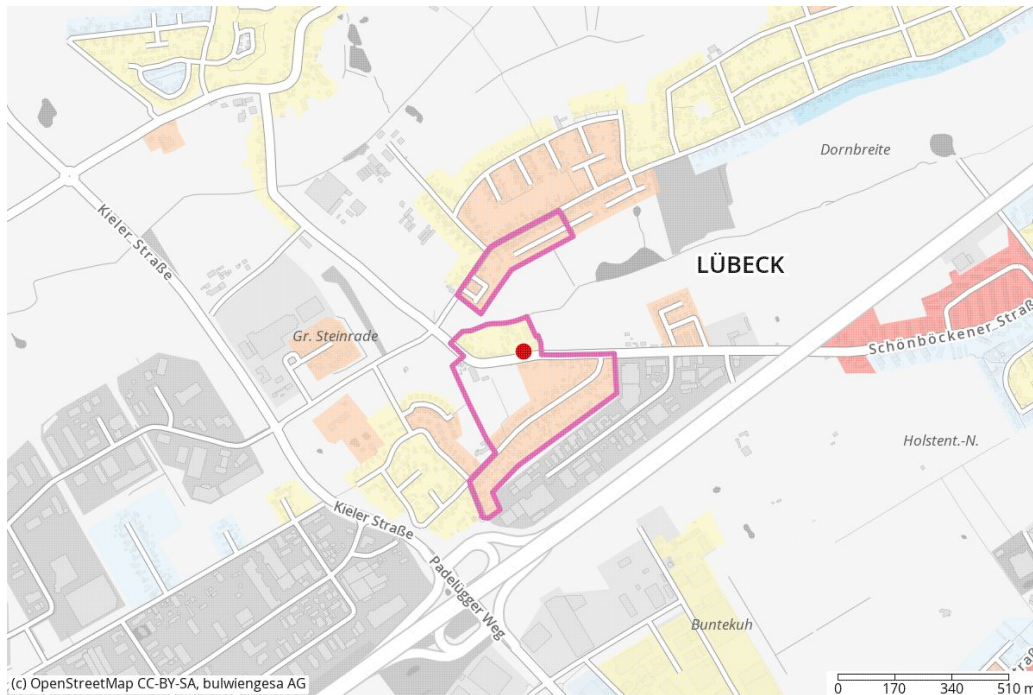 Dornbreite
Kieler Straße
LÜBECK
Gr. Steinrade
Schönböckener Straß
Holstent.-N.
Kieler Straße
Padelügger Weg
Buntekuh
(c) OpenStreetMap CC-BY-SA, bulwiengesa AG
0 170 340 510 m